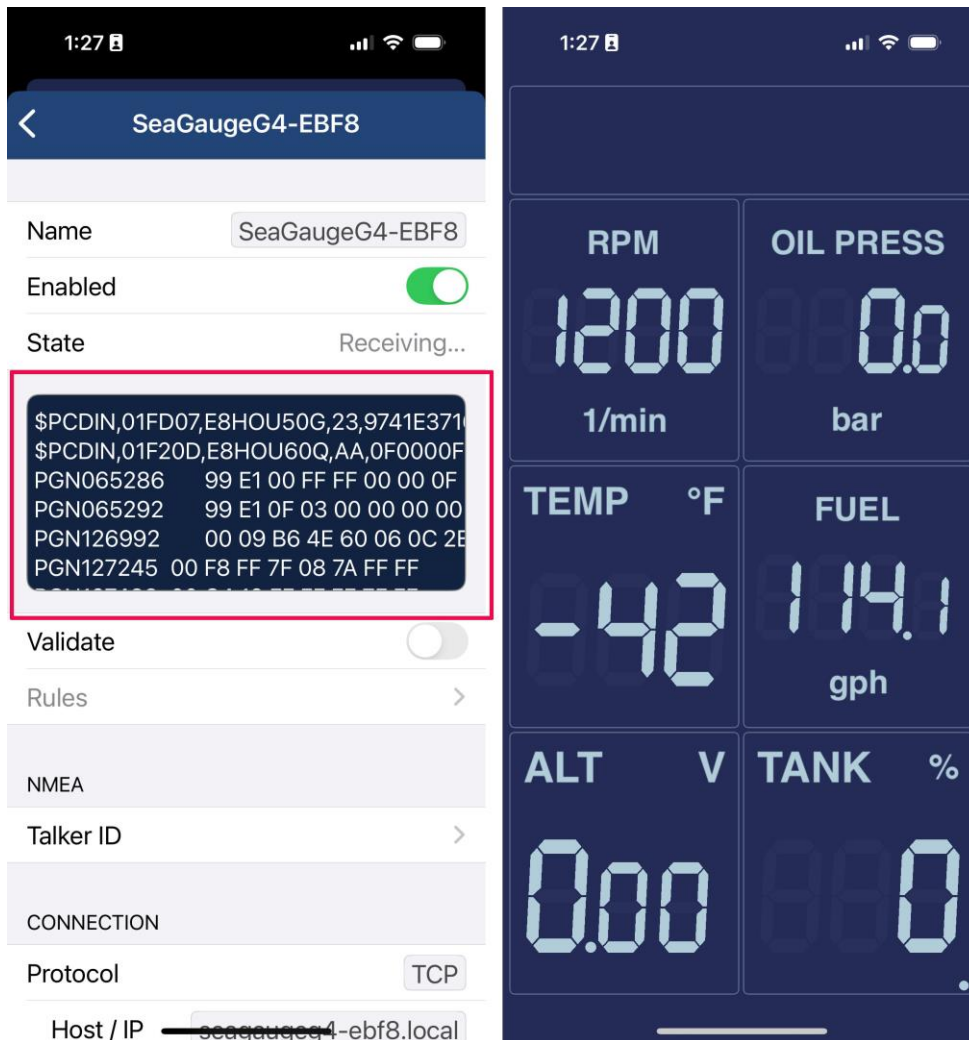 1:27
SeaGaugeG4-EBF8
Name SeaGaugeG4-EBF8
Enabled
State Receiving...
$PCDIN,01FD07,E8HOU50G,23,9741E371
$PCDIN,01F20D,E8HOU60Q,AA,0F0000F
PGN065286 99 E1 00 FF FF 00 00 0F
PGN065292 99 E1 0F 03 00 00 00 00
PGN126992 00 09 B6 4E 60 06 0C 2E
PGN127245 00 F8 FF 7F 08 7A FF FF
Validate
Rules
NMEA
Talker ID
CONNECTION
Protocol TCP
Host / IP seagaugeg4-ebf8.local
1:27
RPM
1200
1/min
OIL PRESS
0.0
bar
TEMP °F
-42
FUEL
114.1
gph
ALT V
0.00
TANK %
0.